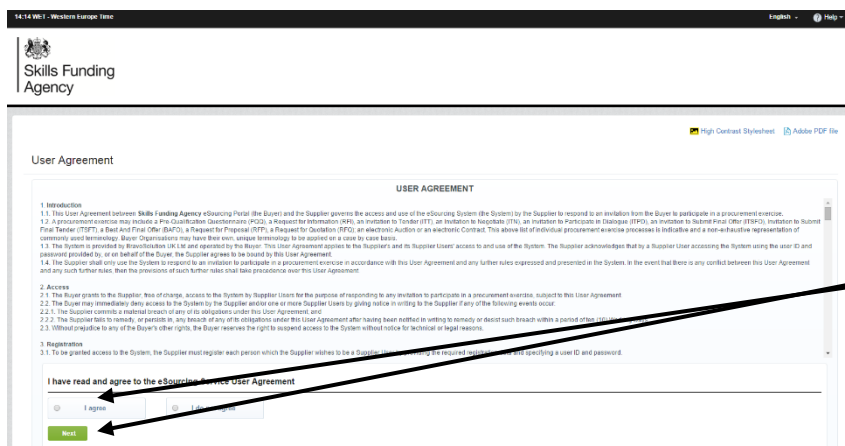 14:14 WET - Western Europe Time
English
Help
Skills Funding
Agency
High Contrast Stylesheet
Adobe PDF file
User Agreement
USER AGREEMENT
1. Introduction
1.1. This User Agreement between Skills Funding Agency eSourcing Portal (the Buyer) and the Supplier governs the access and use of the eSourcing System (the System) by the Supplier to respond to an invitation from the Buyer to participate in a procurement exercise.
1.2. A procurement exercise may include a Pre-Qualification Questionnaire (PQQ), a Request for Information (RFI), an Invitation to Tender (ITT), an Invitation to Negotiate (ITN), an Invitation to Participate in Dialogue (ITPD), an Invitation to Submit Final Offer (ITSFO), Invitation to Submit
Final Tender (ITSFT), a Best And Final Offer (BAFO), a Request for Proposal (RFP), a Request for Quotation (RFQ), an electronic Auction or an electronic Contract. This above list of individual procurement exercise processes is indicative and a non-exhaustive representation of
commonly used terminology. Buyer Organisations may have their own, unique terminology to be applied on a case by case basis.
1.3. The System is provided by BravoSolution UK Ltd and operated by the Buyer. This User Agreement applies to the Supplier's and its Supplier Users' access to and use of the System. The Supplier acknowledges that by a Supplier User accessing the System using the user ID and
password provided by, or on behalf of the Buyer, the Supplier agrees to be bound by this User Agreement.
1.4. The Supplier shall only use the System to respond to an invitation to participate in a procurement exercise in accordance with this User Agreement and any further rules expressed and presented in the System, in the event that there is any conflict between this User Agreement
and any such further rules, then the provisions of such further rules shall take precedence over this User Agreement.
2. Access
2.1. The Buyer grants to the Supplier, free of charge, access to the System by Supplier Users for the purpose of responding to any invitation to participate in a procurement exercise, subject to this User Agreement.
2.2. The Buyer may immediately deny access to the System by the Supplier and/or one or more Supplier Users by giving notice in writing to the Supplier if any of the following events occur:
2.2.1. The Supplier commits a material breach of any of its obligations under this User Agreement; and
2.2.2. The Supplier fails to remedy, or persists in, any breach of any of its obligations under this User Agreement after having been notified in writing to remedy or desist such breach within a period of ten (10)
2.3. Without prejudice to any of the Buyer's other rights, the Buyer reserves the right to suspend access to the System without notice for technical or legal reasons.
3. Registration
3.1. To be granted access to the System, the Supplier must register each person which the Supplier wishes to be a Supplier User by providing the required and specifying a user ID and password.
I have read and agree to the eSourcing Service User Agreement
I agree
I do agree
Next